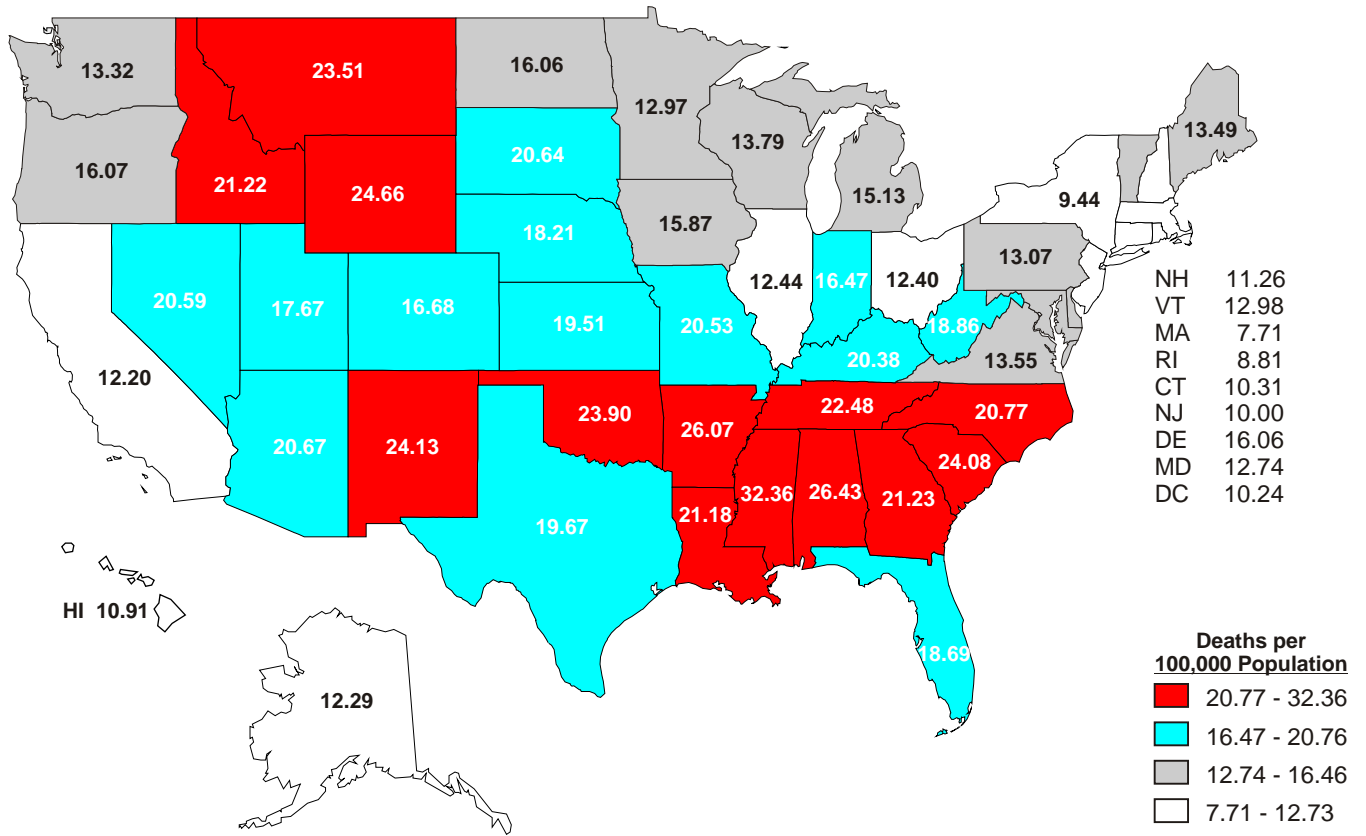 13.32
23.51
16.06
12.97
13.79
13.49
16.07
21.22
24.66
20.64
15.13
9.44
15.87
18.21
13.07
20.59
17.67
16.68
19.51
20.53
12.44
16.47
12.40
18.86
20.38
13.55
12.20
20.67
24.13
23.90
26.07
22.48
20.77
24.08
19.67
21.18
32.36
26.43
21.23
18.69
HI 10.91
12.29
NH 11.26
VT 12.98
MA 7.71
RI 8.81
CT 10.31
NJ 10.00
DE 16.06
MD 12.74
DC 10.24
Deaths per
100,000 Population
20.77 - 32.36
16.47 - 20.76
12.74 - 16.46
7.71 - 12.73